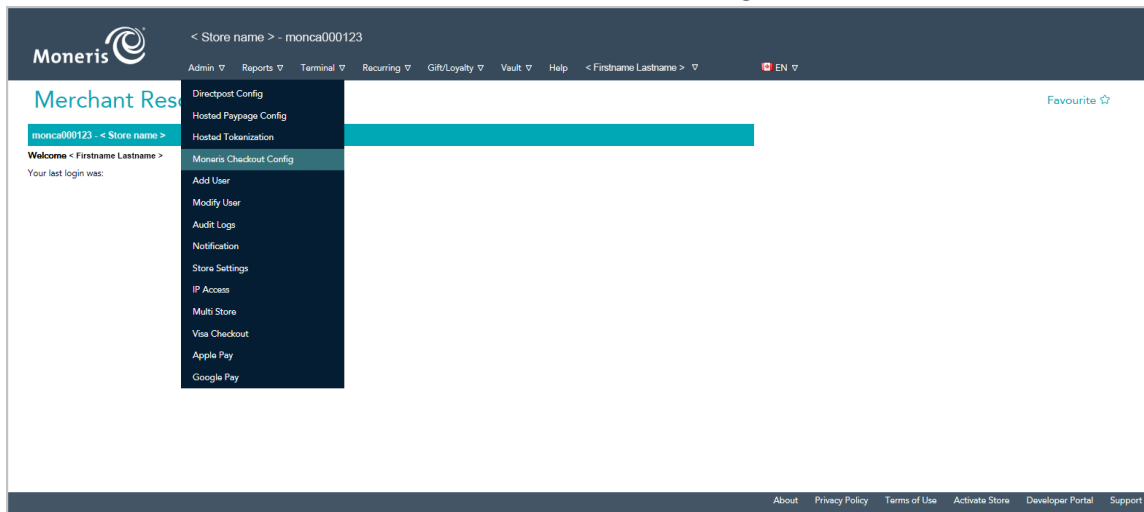 < Store name > - monca000123
Moneris
Admin ▽ Reports ▽ Terminal ▽ Recurring ▽ Gift/Loyalty ▽ Vault ▽ Help < Firstname Lastname > ▽ EN ▽
Merchant Res
Favourite ☆
monca000123 - < Store name >
Welcome < Firstname Lastname >
Your last login was:
Directpost Config
Hosted Paypage Config
Hosted Tokenization
Moneris Checkout Config
Add User
Modify User
Audit Logs
Notification
Store Settings
IP Access
Multi Store
Visa Checkout
Apple Pay
Google Pay
About Privacy Policy Terms of Use Activate Store Developer Portal Support